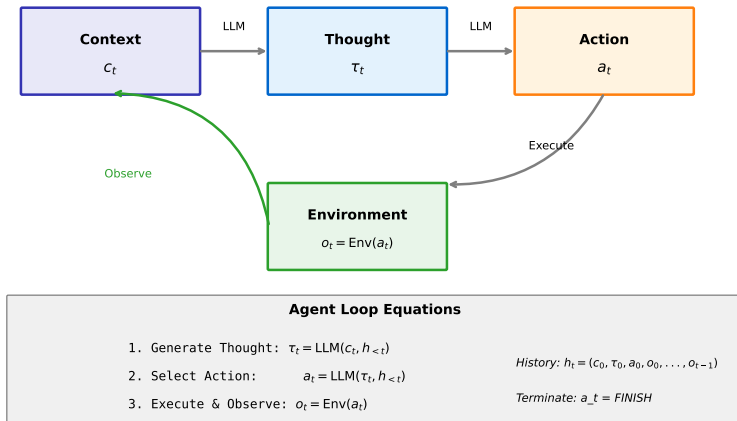 Context
c_t
LLM
Thought
τ_t
LLM
Action
a_t
Execute
Observe
Environment
o_t = Env(a_t)
Agent Loop Equations
1. Generate Thought: τ_t = LLM(c_t, h_{<t})
2. Select Action: a_t = LLM(τ_t, h_{<t})
3. Execute & Observe: o_t = Env(a_t)
History: h_t = (c_0, τ_0, a_0, o_0, . . . , o_{t−1})
Terminate: a_t = FINISH